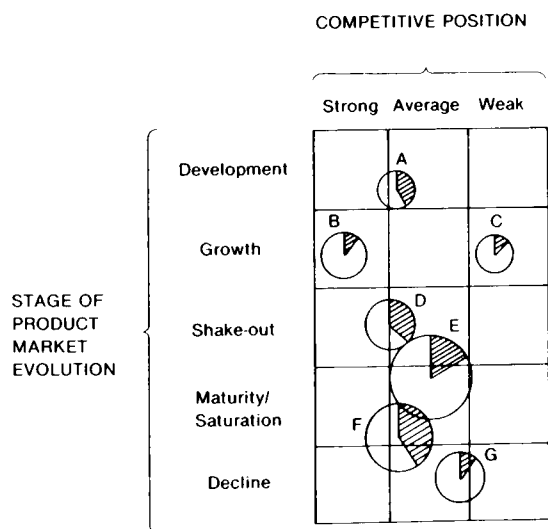 COMPETITIVE POSITION
Strong Average Weak
Development
A
B
C
Growth
STAGE OF
PRODUCT
MARKET
EVOLUTION
D
E
Shake-out
Maturity/
Saturation
F
G
Decline